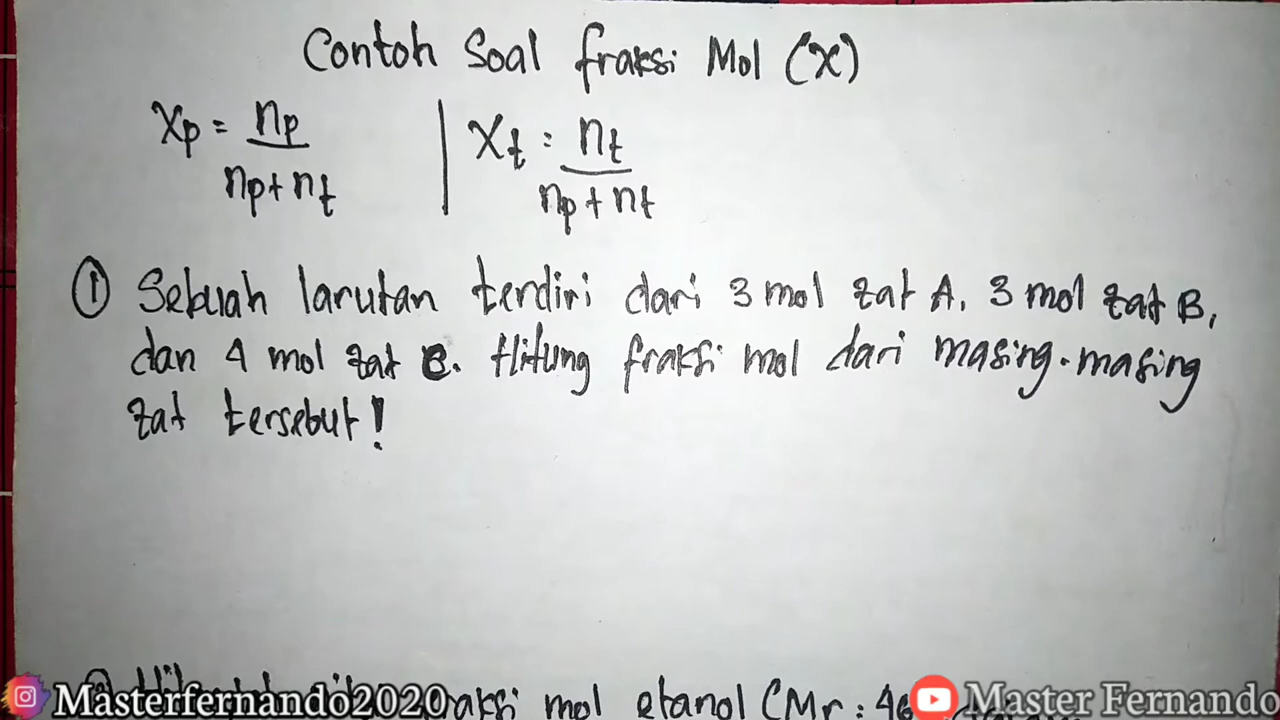 Contoh Soal fraksi Mol (X)
Xp = np / np + nt | Xt = nt / np + nt
① Sebuah larutan terdiri dari 3 mol zat A, 3 mol zat B,
dan 4 mol zat C. Hitung fraksi mol dari masing-masing
zat tersebut!
fraksi mol etanol (Mr: 46
Masterfernando2020
Master Fernando